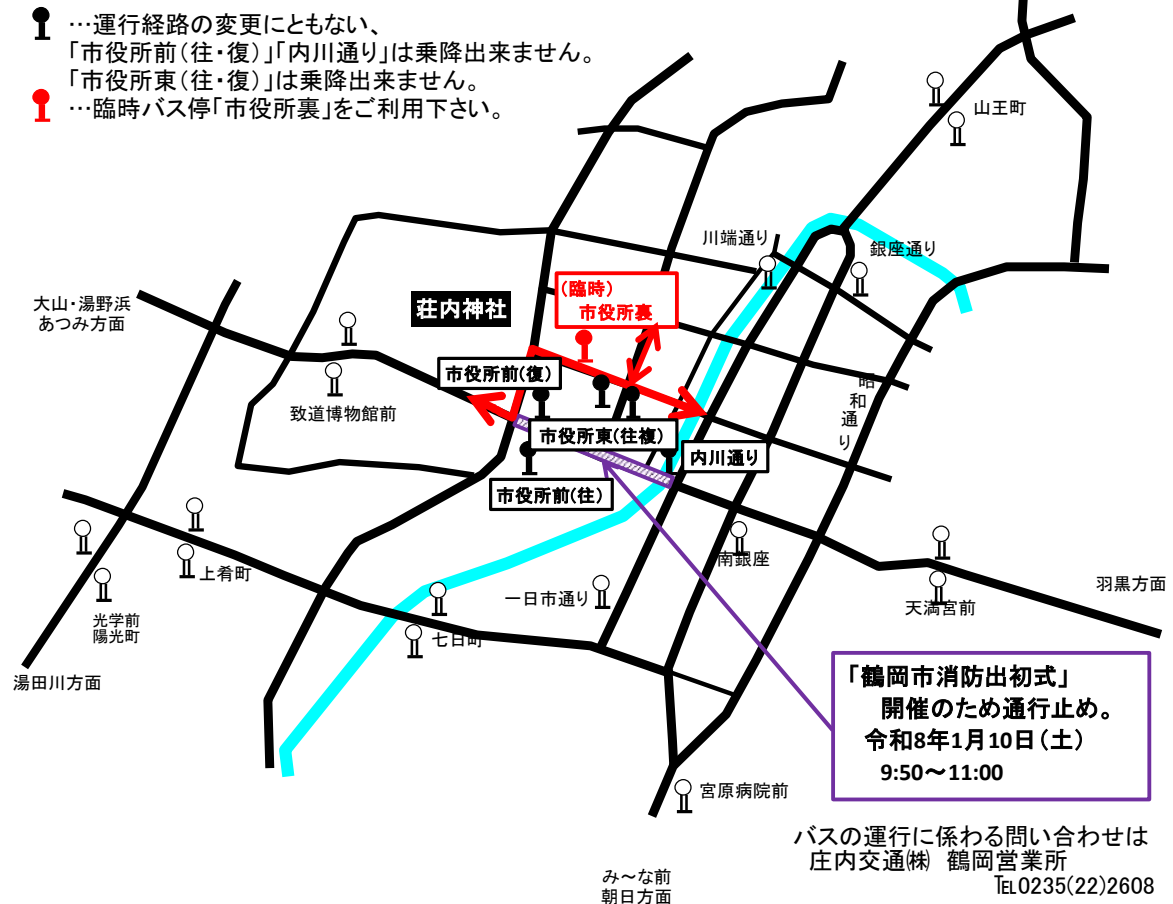 …運行経路の変更にともない、
「市役所前(往・復)」「内川通り」は乗降出来ません。
「市役所東(往・復)」は乗降出来ません。
…臨時バス停「市役所裏」をご利用下さい。
山王町
川端通り
銀座通り
大山・湯野浜
あつみ方面
荘内神社
(臨時)
市役所裏
市役所前(復)
致道博物館前
昭和通り
市役所東(往複)
内川通り
市役所前(往)
南銀座
上肴町
一日市通り
羽黒方面
天満宮前
光学前
陽光町
七日町
湯田川方面
「鶴岡市消防出初式」
開催のため通行止め。
令和8年1月10日(土)
9:50～11:00
宮原病院前
バスの運行に係わる問い合わせは
庄内交通㈱ 鶴岡営業所
℡0235(22)2608
み～な前
朝日方面